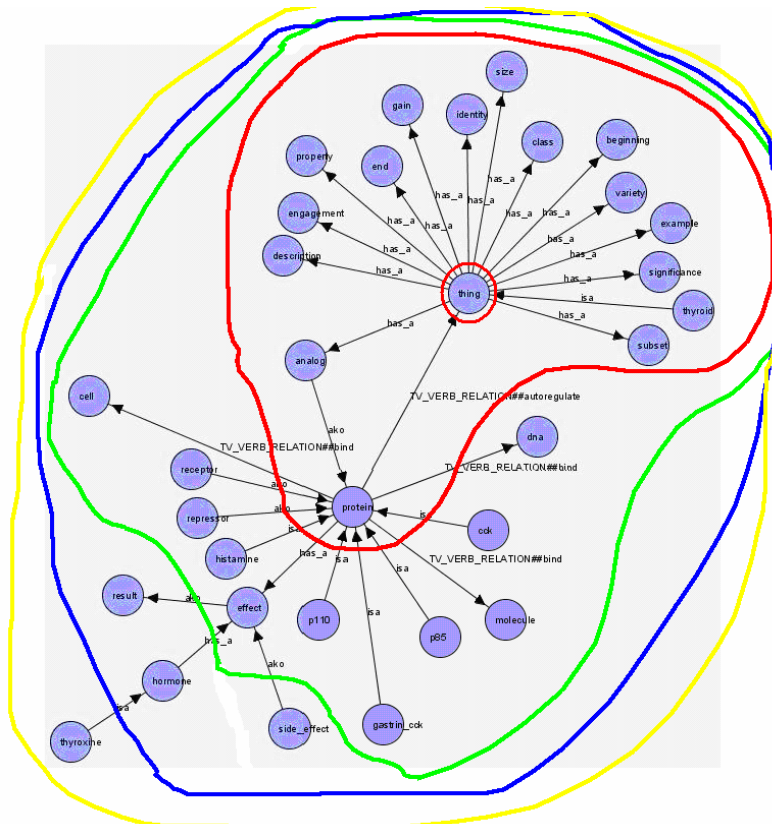 size
gain
identity
class
beginning
property
end
has_a
has_a
has_a
has_a
has_a
variety
engagement
has_a
has_a
has_a
has_a
example
description
has_a
has_a
has_a
significance
thing
isa
thyroid
has_a
has_a
subset
analog
cell
TV_VERB_RELATION##autoregulate
ako
dna
TV_VERB_RELATION##bind
receptor
TV_VERB_RELATION##bind
ako
protein
repressor
ako
isa
cdk
isa
histamine
has_a
isa
TV_VERB_RELATION##bind
isa
result
ako
effect
isa
p110
p85
molecule
has_a
ako
hormone
isa
thyroxine
side_effect
gastrin_cck